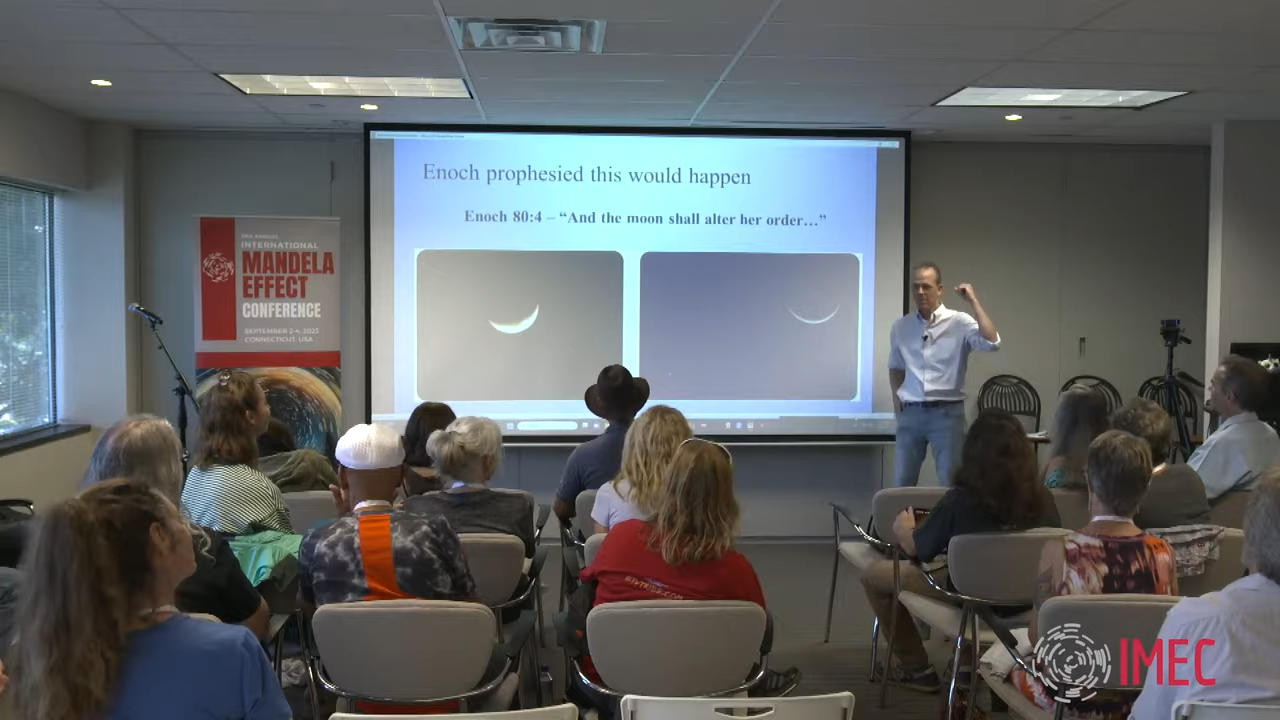 Enoch prophesied this would happen
Enoch 80:4 – “And the moon shall alter her order…”
INTERNATIONAL
MANDELA
EFFECT
CONFERENCE
SEPTEMBER 2-4, 2023
CONNECTICUT, USA
IMEC